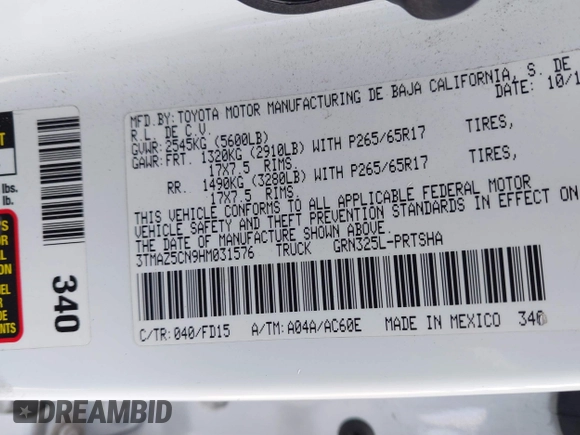 MFD.BY: TOYOTA MOTOR MANUFACTURING DE BAJA CALIFORNIA, S. DE
R.L. DE C.V. DATE: 10/1
GVWR: 2545KG (5600LB)
GAWR: FRT. 1320KG (2910LB) WITH P265/65R17 TIRES,
17X7.5 RIMS
RR. 1490KG (3280LB) WITH P265/65R17 TIRES,
17X7.5 RIMS
THIS VEHICLE CONFORMS TO ALL APPLICABLE FEDERAL MOTOR
VEHICLE SAFETY AND THEFT PREVENTION STANDARDS IN EFFECT ON
THE DATE OF MANUFACTURE SHOWN ABOVE.
3TMAZ5CN9HM031576 TRUCK GRN325L-PRTSHA
C/TR: 040/FD15 A/TM: A04A/AC60E MADE IN MEXICO 340
340
lbs.
DREAMBID